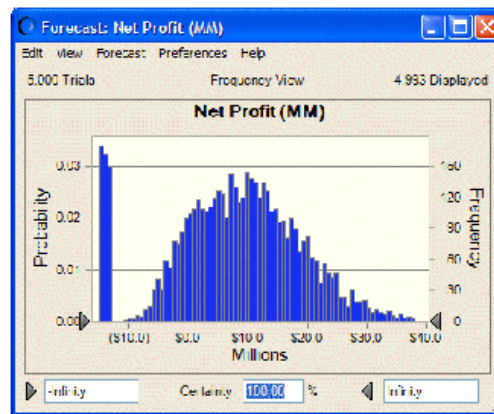 Forecast: Net Profit (MM)
Edit View Forecast Preferences Help
5,000 Trials Frequency View 4,993 Displayed
Net Profit (MM)
0.03 150
120
0.02 90
Probability Frequency
0.01 60
30
0.00 0
($10.0) $0.0 $10.0 $20.0 $30.0 $40.0
Millions
-Infinity Certainty 100.00 % Infinity